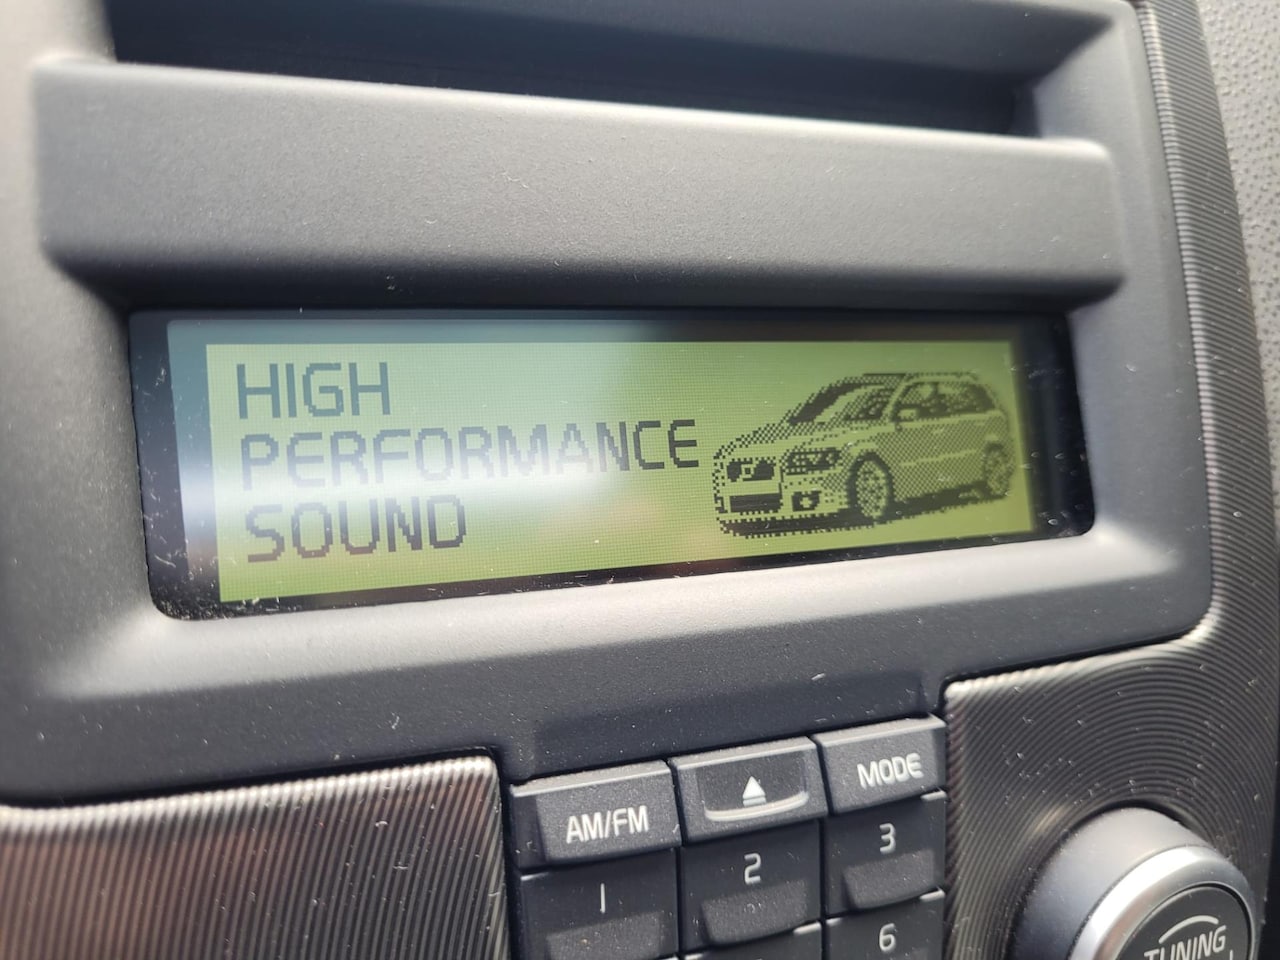 HIGH
PERFORMANCE
SOUND
AM/FM
MODE
1
2
3
6
TUNING